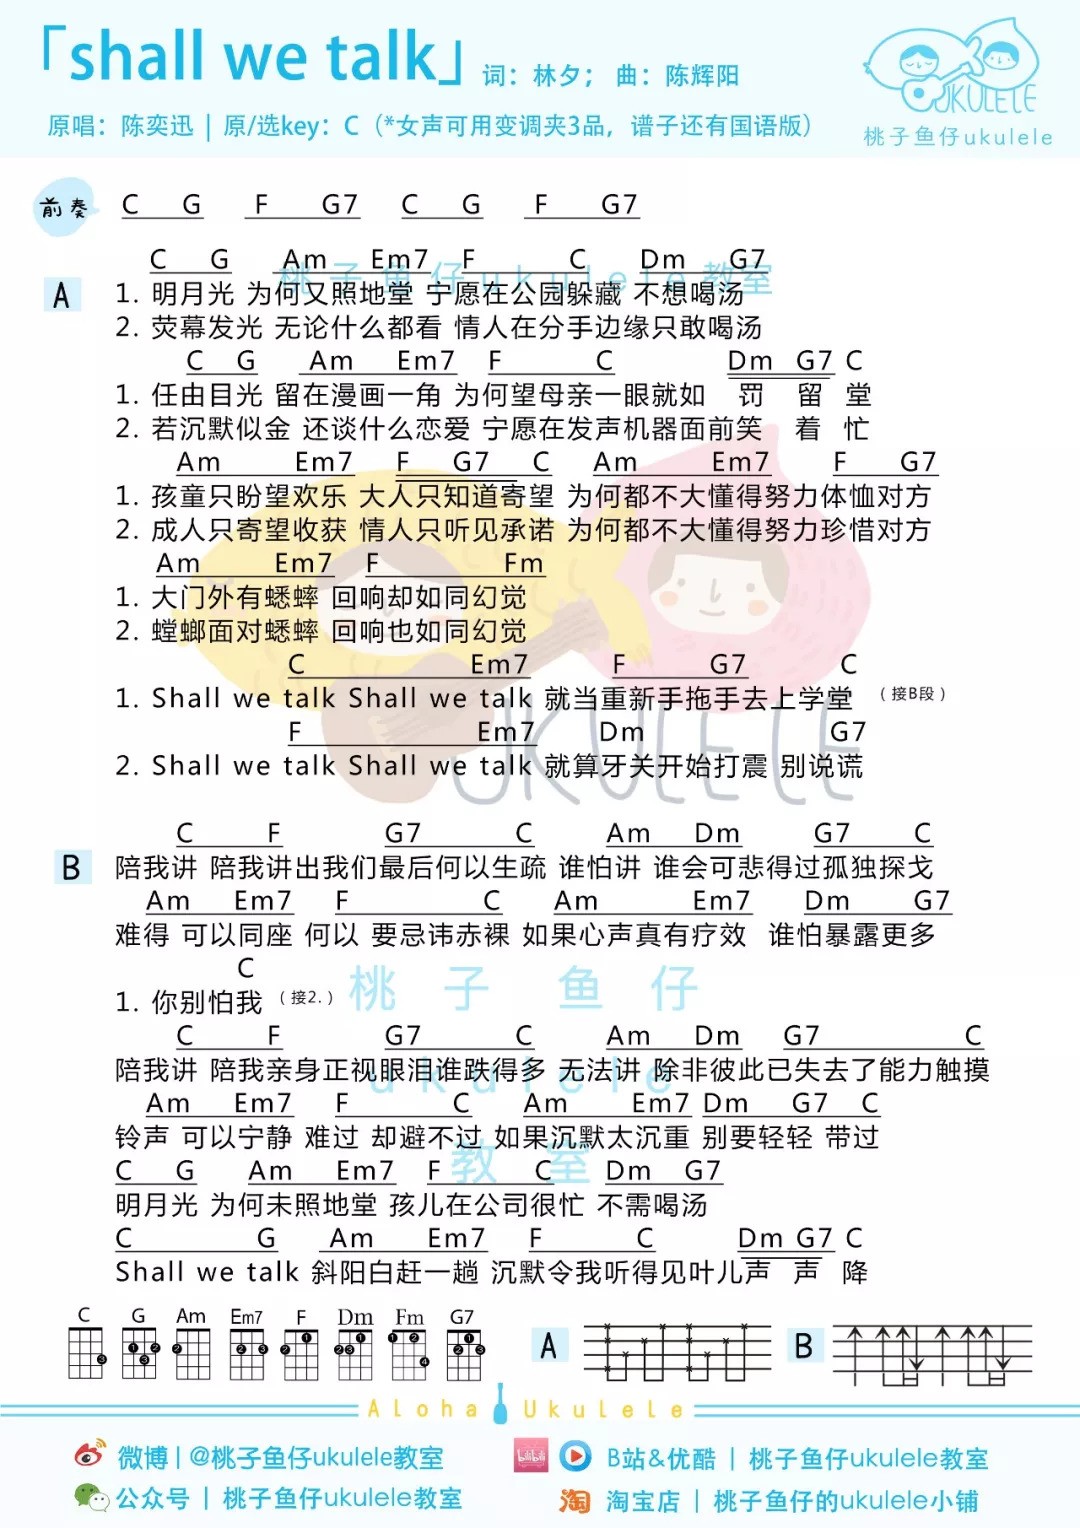 「shall we talk」 词：林夕； 曲：陈辉阳
原唱：陈奕迅 | 原/选key：C（*女声可用变调夹3品，谱子还有国语版）
UKULELE
桃子鱼仔ukulele
前奏 C G F G7 C G F G7
C G Am Em7 F C Dm G7
桃子鱼仔ukulele教室
A 1. 明月光 为何又照地堂 宁愿在公园躲藏 不想喝汤
2. 荧幕发光 无论什么都看 情人在分手边缘只敢喝汤
C G Am Em7 F C Dm G7 C
1. 任由目光 留在漫画一角 为何望母亲一眼就如 罚 留 堂
2. 若沉默似金 还谈什么恋爱 宁愿在发声机器面前笑 着 忙
Am Em7 F G7 C Am Em7 F G7
1. 孩童只盼望欢乐 大人只知道寄望 为何都不大懂得努力体恤对方
2. 成人只寄望收获 情人只听见承诺 为何都不大懂得努力珍惜对方
Am Em7 F Fm
1. 大门外有蟋蟀 回响却如同幻觉
2. 螳螂面对蟋蟀 回响也如同幻觉
C Em7 F G7 C
1. Shall we talk Shall we talk 就当重新手拖手去上学堂 （接B段）
F Em7 Dm G7
UKULELE
2. Shall we talk Shall we talk 就算牙关开始打震 别说谎
C F G7 C Am Dm G7 C
B 陪我讲 陪我讲出我们最后何以生疏 谁怕讲 谁会可悲得过孤独探戈
Am Em7 F C Am Em7 Dm G7
难得 可以同座 何以 要忌讳赤裸 如果心声真有疗效 谁怕暴露更多
C
桃子鱼仔
1. 你别怕我 （接2.）
C F G7 C Am Dm G7 C
陪我讲 陪我亲身正视眼泪谁跌得多 无法讲 除非彼此已失去了能力触摸
ukulele
Am Em7 F C Am Em7 Dm G7 C
铃声 可以宁静 难过 却避不过 如果沉默太沉重 别要轻轻 带过
教室
C G Am Em7 F C Dm G7
明月光 为何未照地堂 孩儿在公司很忙 不需喝汤
C G Am Em7 F C Dm G7 C
Shall we talk 斜阳白赶一趟 沉默令我听得见叶儿声 声 降
C G Am Em7 F Dm Fm G7
A B
Aloha Ukulele
微博 | @桃子鱼仔ukulele教室
bilibili B站&优酷 | 桃子鱼仔ukulele教室
公众号 | 桃子鱼仔ukulele教室
淘 淘宝店 | 桃子鱼仔的ukulele小铺